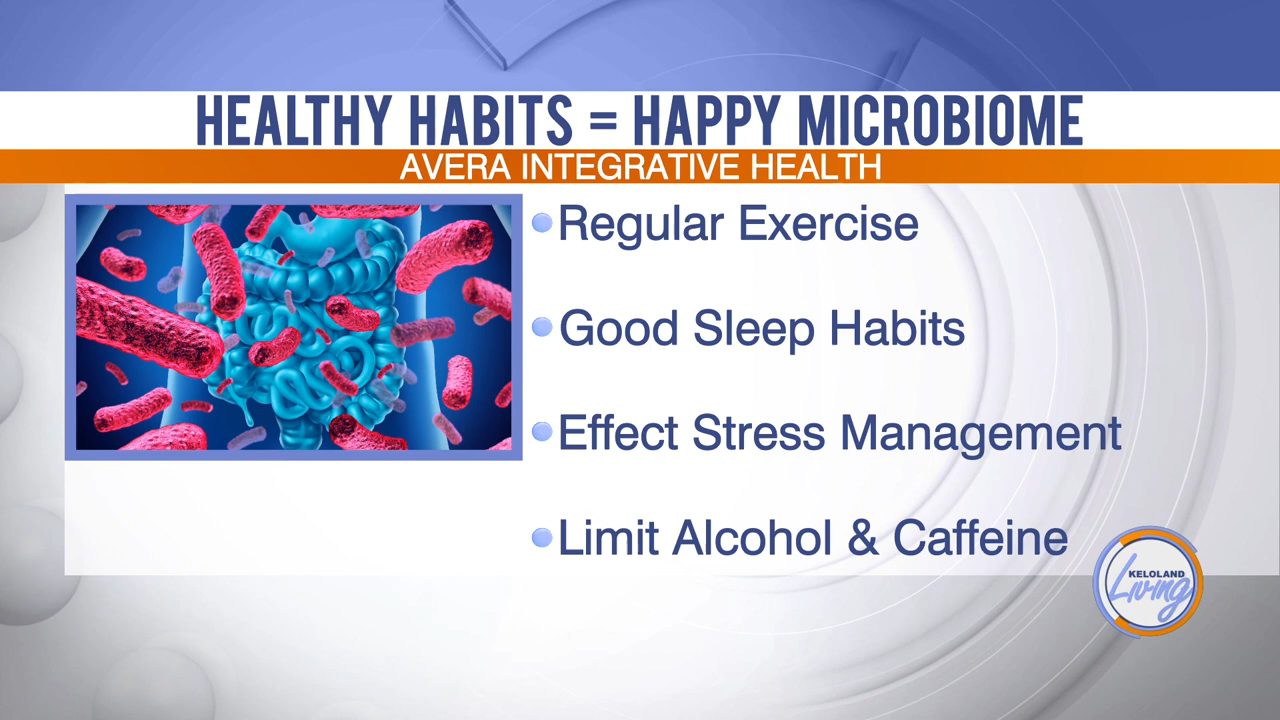 HEALTHY HABITS = HAPPY MICROBIOME
AVERA INTEGRATIVE HEALTH
Regular Exercise
Good Sleep Habits
Effect Stress Management
Limit Alcohol & Caffeine
KELOLAND
Living